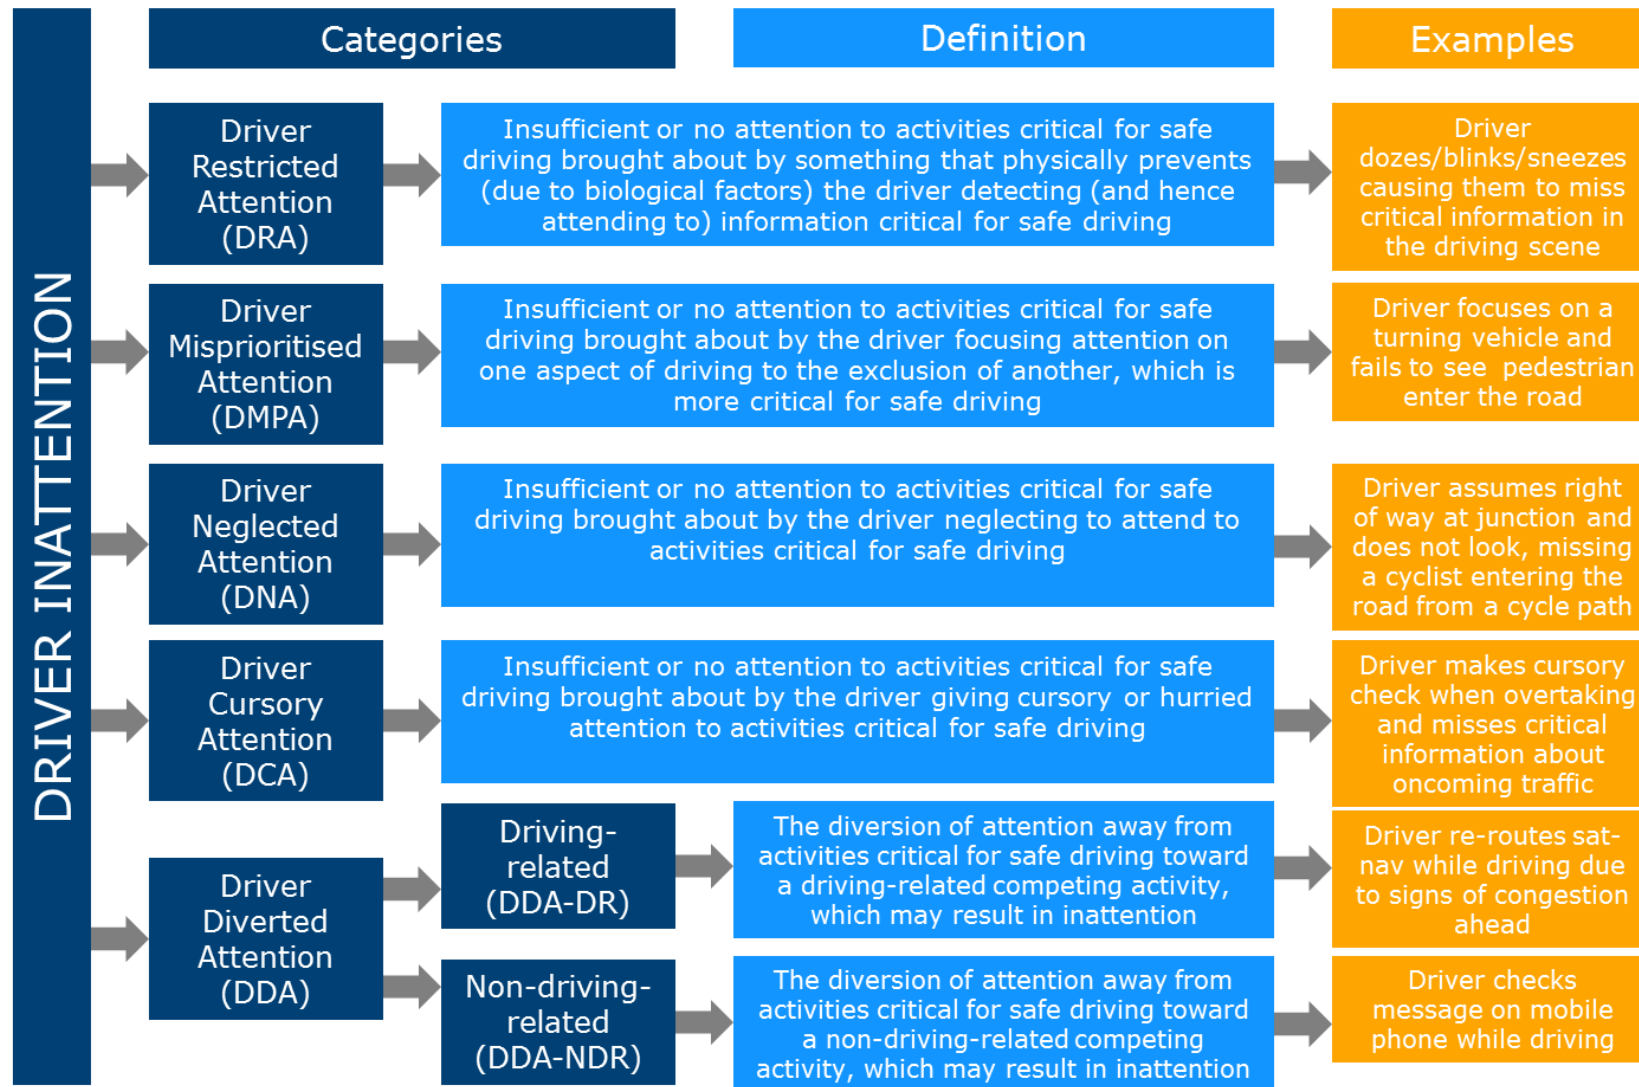 DRIVER INATTENTION
Categories
Definition
Examples
Driver
Restricted
Attention
(DRA)
Insufficient or no attention to activities critical for safe
driving brought about by something that physically prevents
(due to biological factors) the driver detecting (and hence
attending to) information critical for safe driving
Driver
dozes/blinks/sneezes
causing them to miss
critical information in
the driving scene
Driver
Misprioritised
Attention
(DMPA)
Insufficient or no attention to activities critical for safe
driving brought about by the driver focusing attention on
one aspect of driving to the exclusion of another, which is
more critical for safe driving
Driver focuses on a
turning vehicle and
fails to see pedestrian
enter the road
Driver
Neglected
Attention
(DNA)
Insufficient or no attention to activities critical for safe
driving brought about by the driver neglecting to attend to
activities critical for safe driving
Driver assumes right
of way at junction and
does not look, missing
a cyclist entering the
road from a cycle path
Driver
Cursory
Attention
(DCA)
Insufficient or no attention to activities critical for safe
driving brought about by the driver giving cursory or hurried
attention to activities critical for safe driving
Driver makes cursory
check when overtaking
and misses critical
information about
oncoming traffic
Driver
Diverted
Attention
(DDA)
Driving-
related
(DDA-DR)
The diversion of attention away from
activities critical for safe driving toward
a driving-related competing activity,
which may result in inattention
Driver re-routes sat-
nav while driving due
to signs of congestion
ahead
Non-driving-
related
(DDA-NDR)
The diversion of attention away from
activities critical for safe driving toward
a non-driving-related competing
activity, which may result in inattention
Driver checks
message on mobile
phone while driving